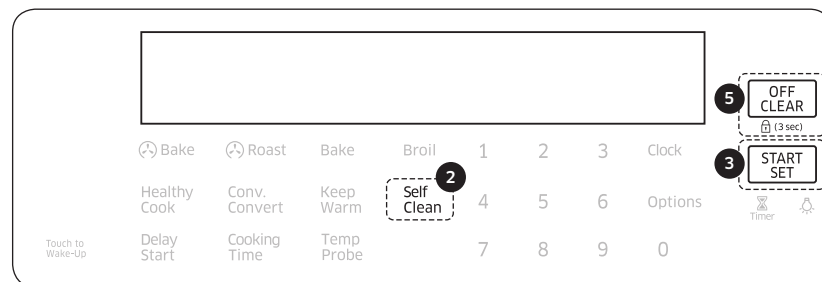 5
OFF
CLEAR
(3 sec)
Bake Roast Bake Broil 1 2 3 Clock
3
START
SET
2
Healthy
Cook
Conv.
Convert
Keep
Warm
Self
Clean
4 5 6 Options
Timer
Touch to
Wake-Up
Delay
Start
Cooking
Time
Temp
Probe
7 8 9 0